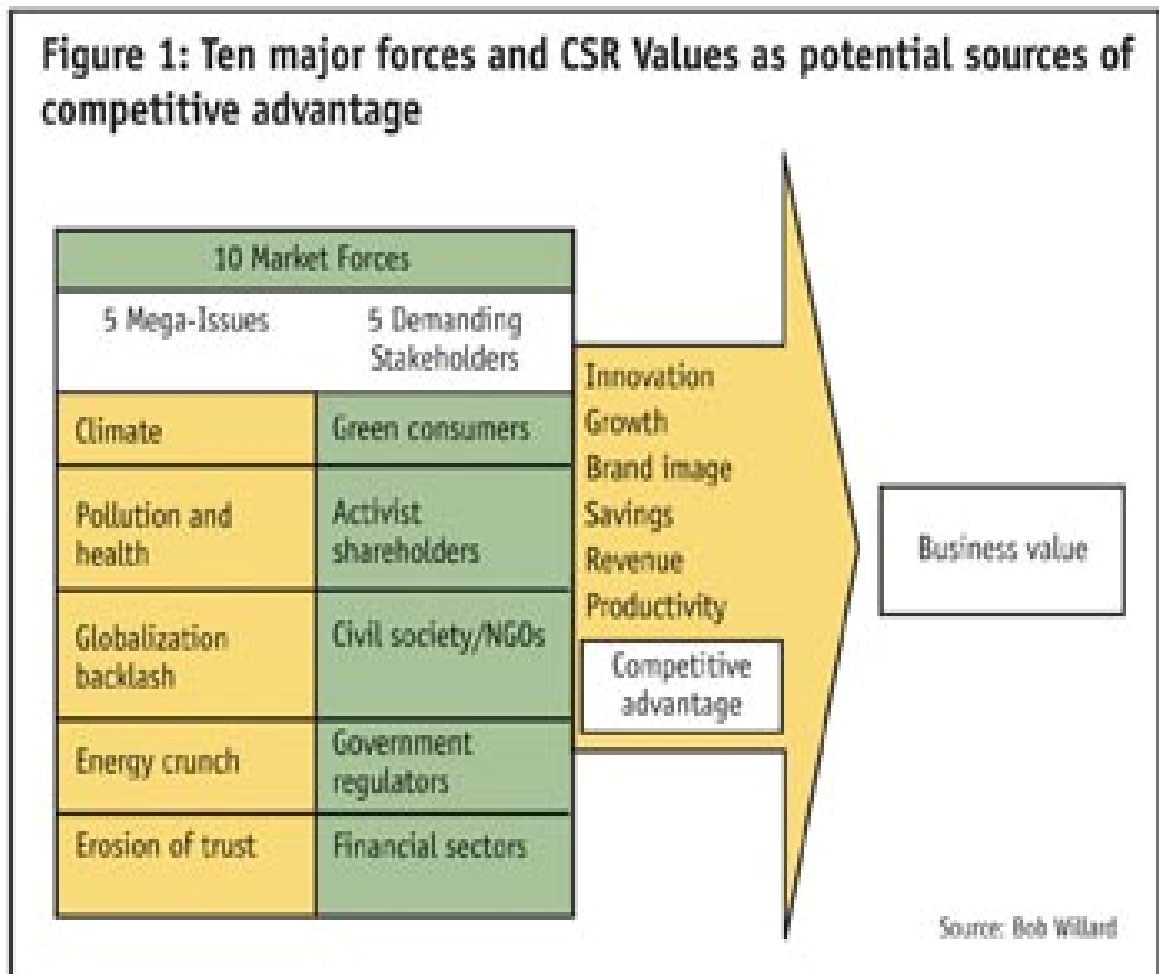 Figure 1: Ten major forces and CSR Values as potential sources of
competitive advantage
10 Market Forces
5 Mega-Issues
5 Demanding
Stakeholders
Climate
Green consumers
Pollution and
health
Activist
shareholders
Globalization
backlash
Civil society/NGOs
Energy crunch
Government
regulators
Erosion of trust
Financial sectors
Innovation
Growth
Brand image
Savings
Revenue
Productivity
Competitive
advantage
Business value
Source: Bob Willard